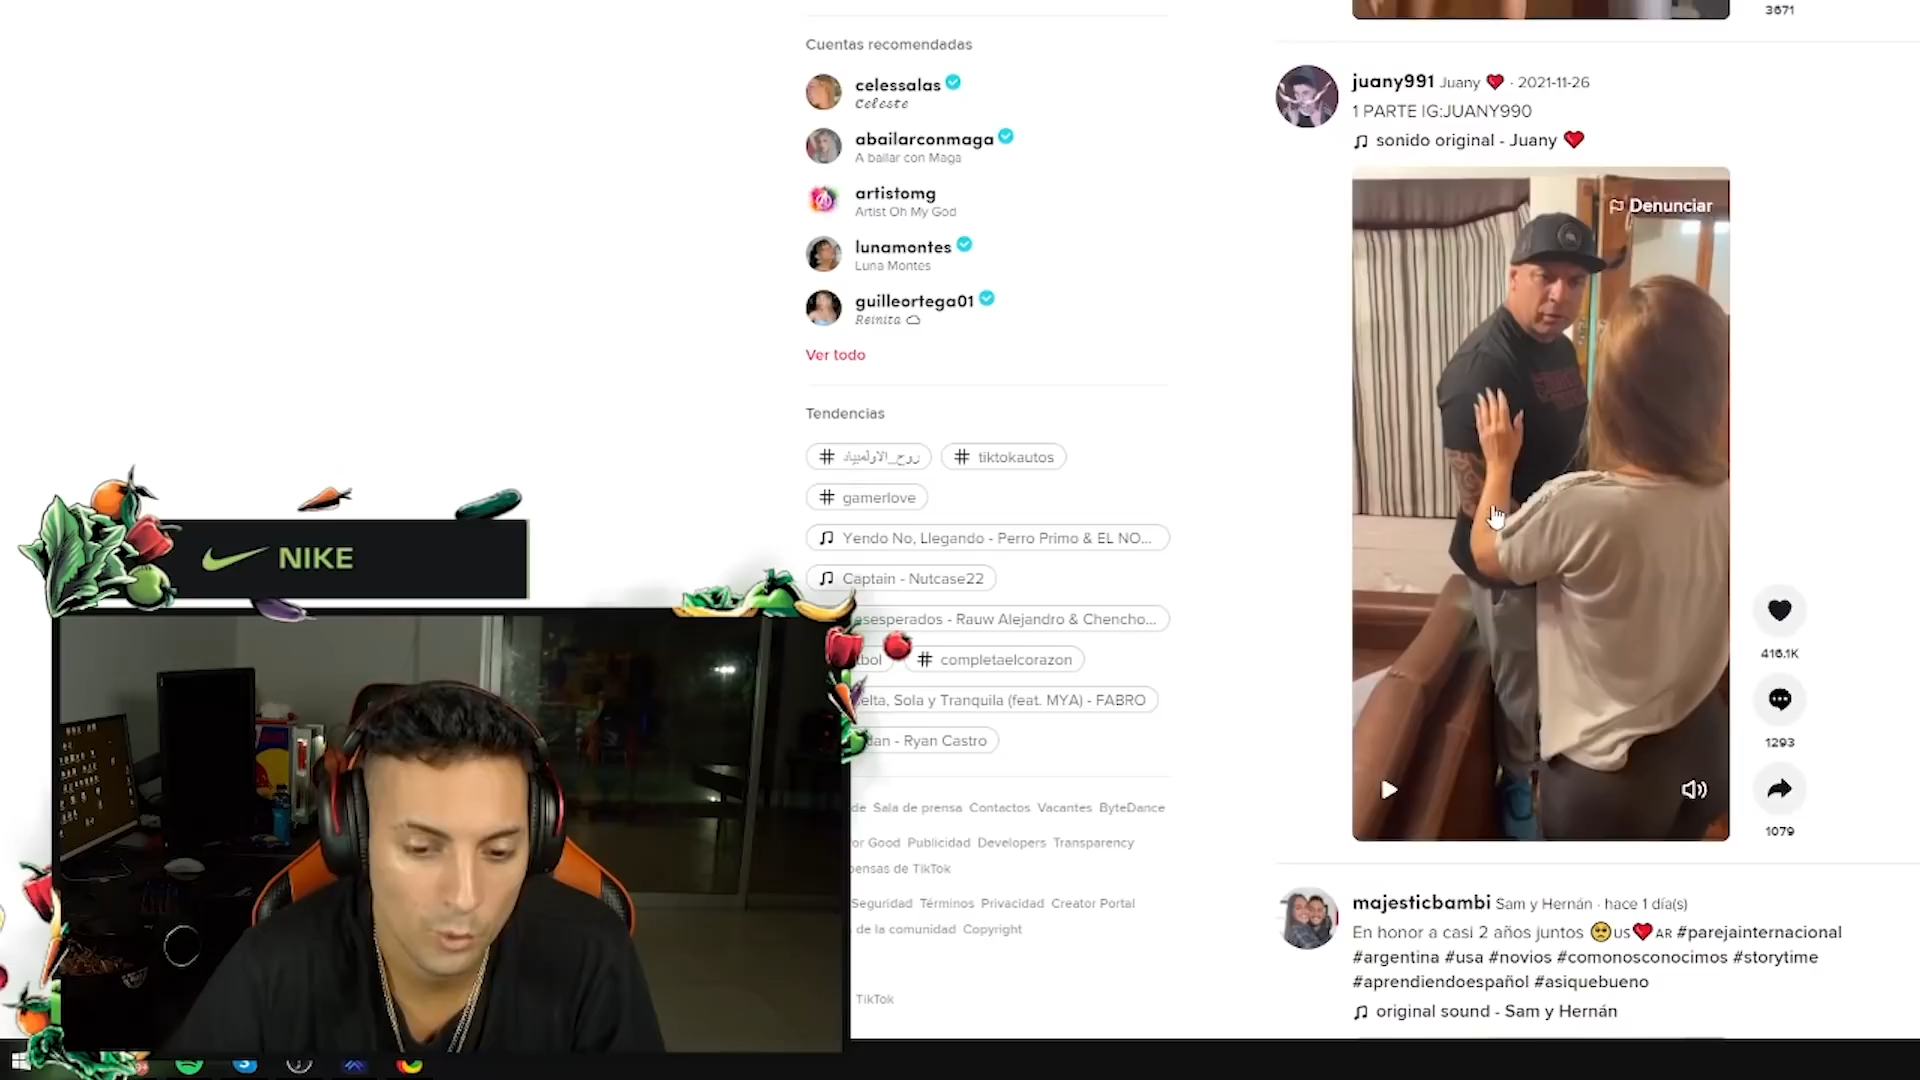 3671
Cuentas recomendadas
celessalas
Celeste
abailarconmaga
A bailar con Maga
artistomg
Artist Oh My God
lunamontes
Luna Montes
guilleortega01
Reinita
Ver todo
Tendencias
# روح_الاولمبياد
# tiktokautos
# gamerlove
Yendo No, Llegando - Perro Primo & EL NO...
Captain - Nutcase22
esesperados - Rauw Alejandro & Chencho...
tbol
# completaelcorazon
elta, Sola y Tranquila (feat. MYA) - FABRO
dan - Ryan Castro
de Sala de prensa Contactos Vacantes ByteDance
or Good Publicidad Developers Transparency
pensas de TikTok
Seguridad Términos Privacidad Creator Portal
de la comunidad Copyright
TikTok
juany991 Juany ❤ · 2021-11-26
1 PARTE IG:JUANY990
sonido original - Juany ❤
Denunciar
416.1K
1293
1079
majesticbambi Sam y Hernán · hace 1 día(s)
En honor a casi 2 años juntos 🥺US❤AR #parejainternacional
#argentina #usa #novios #comonosconocimos #storytime
#aprendiendoespañol #asiquebueno
original sound - Sam y Hernán
NIKE